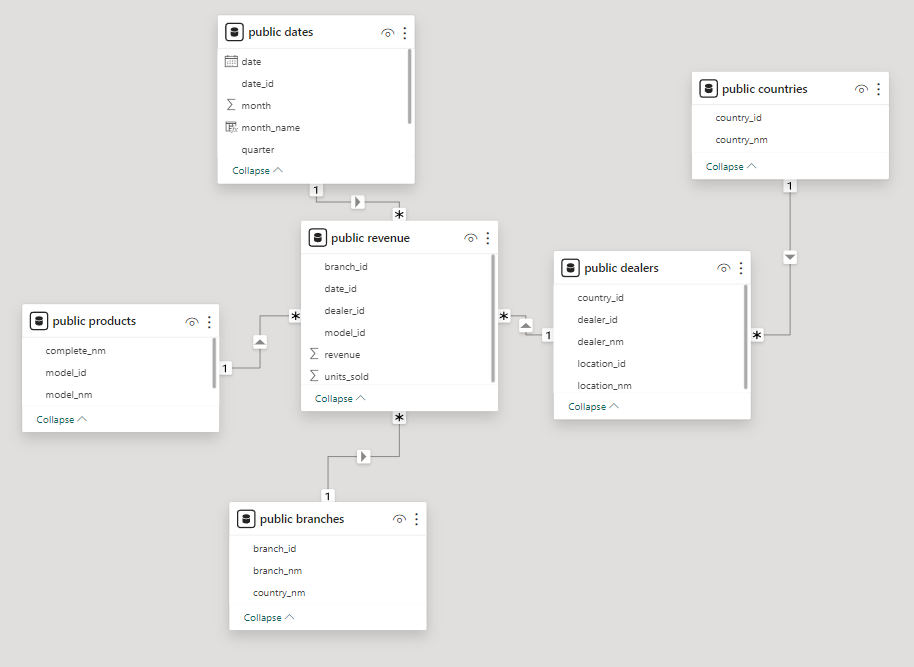 public dates
date
date_id
Σ month
month_name
quarter
Collapse
public countries
country_id
country_nm
Collapse
1
*
1
public revenue
branch_id
date_id
dealer_id
model_id
Σ revenue
Σ units_sold
Collapse
*
*
*
public dealers
country_id
dealer_id
dealer_nm
location_id
location_nm
Collapse
1
*
public products
complete_nm
model_id
model_nm
Collapse
1
1
public branches
branch_id
branch_nm
country_nm
Collapse